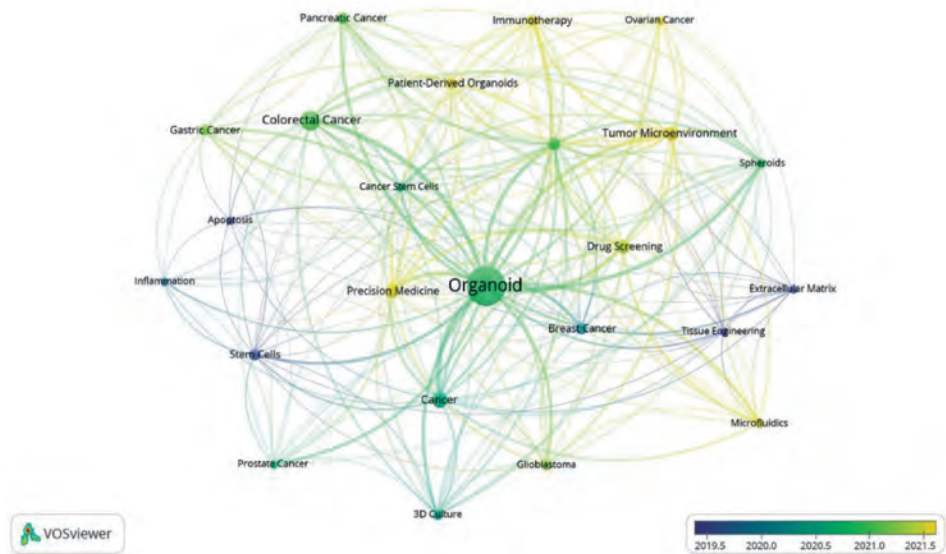 Pancreatic Cancer
Immunotherapy
Ovarian Cancer
Patient-Derived Organoids
Colorectal Cancer
Gastric Cancer
Tumor Microenvironment
Spheroids
Cancer Stem Cells
Apoptosis
Drug Screening
Inflammation
Precision Medicine
Organoid
Extracellular Matrix
Breast Cancer
Tissue Engineering
Stem Cells
Cancer
Microfluidics
Prostate Cancer
Glioblastoma
3D Culture
VOSviewer
2019.5 2020.0 2020.5 2021.0 2021.5